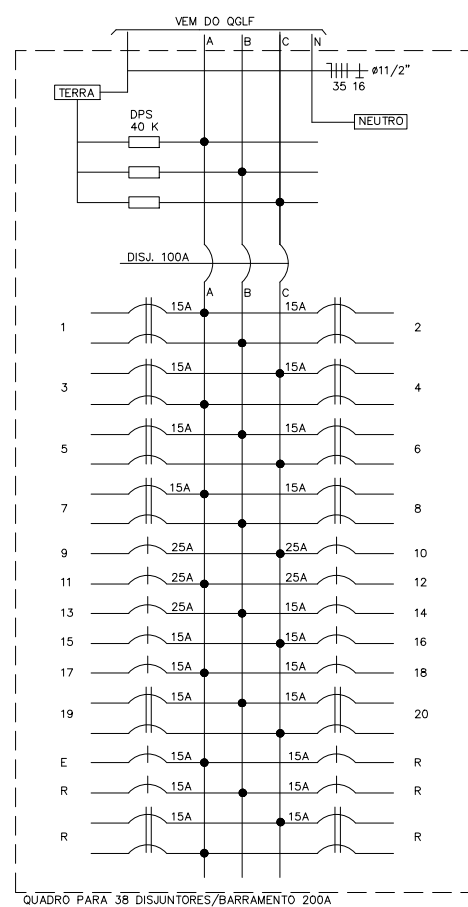 VEM DO QGLF
A B C N
ø11/2"
35 16
TERRA
NEUTRO
DPS
40 K
DISJ. 100A
A B C
15A 15A
1 2
15A 15A
3 4
15A 15A
5 6
15A 15A
7 8
9 25A 25A 10
11 25A 25A 12
13 25A 15A 14
15 15A 15A 16
17 15A 15A 18
15A 15A
19 20
E 15A 15A R
R 15A 15A R
15A 15A
R R
QUADRO PARA 38 DISJUNTORES/BARRAMENTO 200A